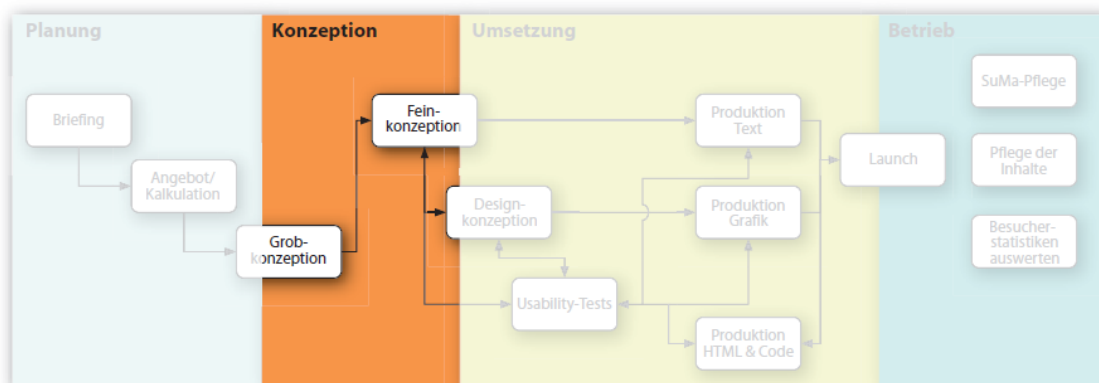 Planung
Konzeption
Umsetzung
Betrieb
Briefing
Angebot/
Kalkulation
Grob-
konzeption
Fein-
konzeption
Design-
konzeption
Usability-Tests
Produktion
Text
Produktion
Grafik
Produktion
HTML & Code
Launch
SuMa-Pflege
Pflege der
Inhalte
Besucher-
statistiken
auswerten